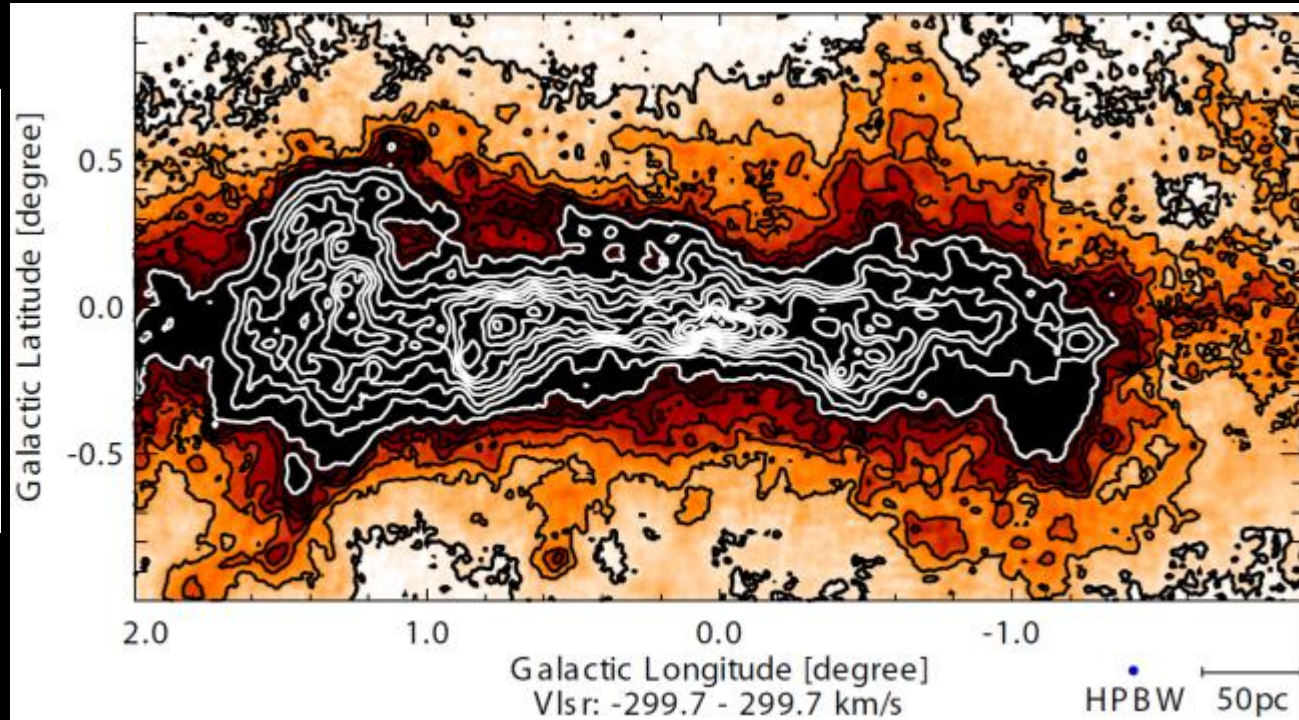 Galactic Latitude [degree]
0.5
0.0
-0.5
2.0 1.0 0.0 -1.0
Galactic Longitude [degree]
Vlsr: -299.7 - 299.7 km/s
HPBW 50pc